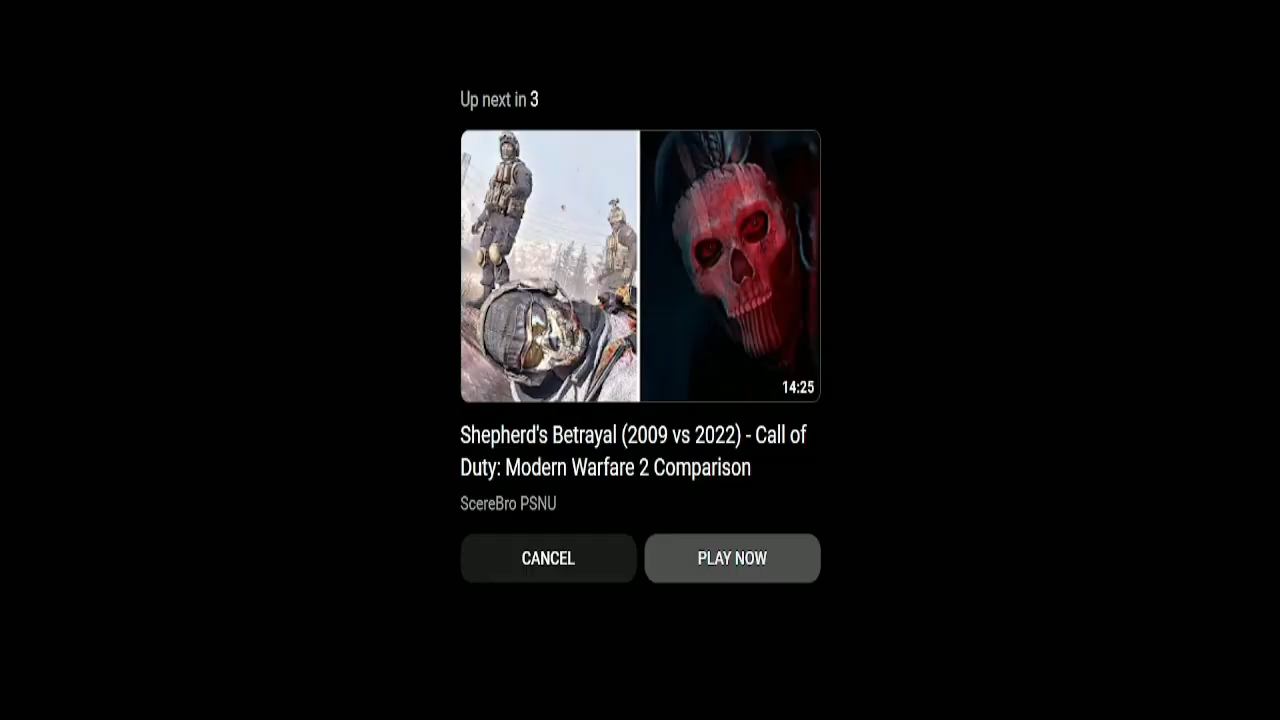 Up next in 3
14:25
Shepherd's Betrayal (2009 vs 2022) - Call of
Duty: Modern Warfare 2 Comparison
ScereBro PSNU
CANCEL
PLAY NOW